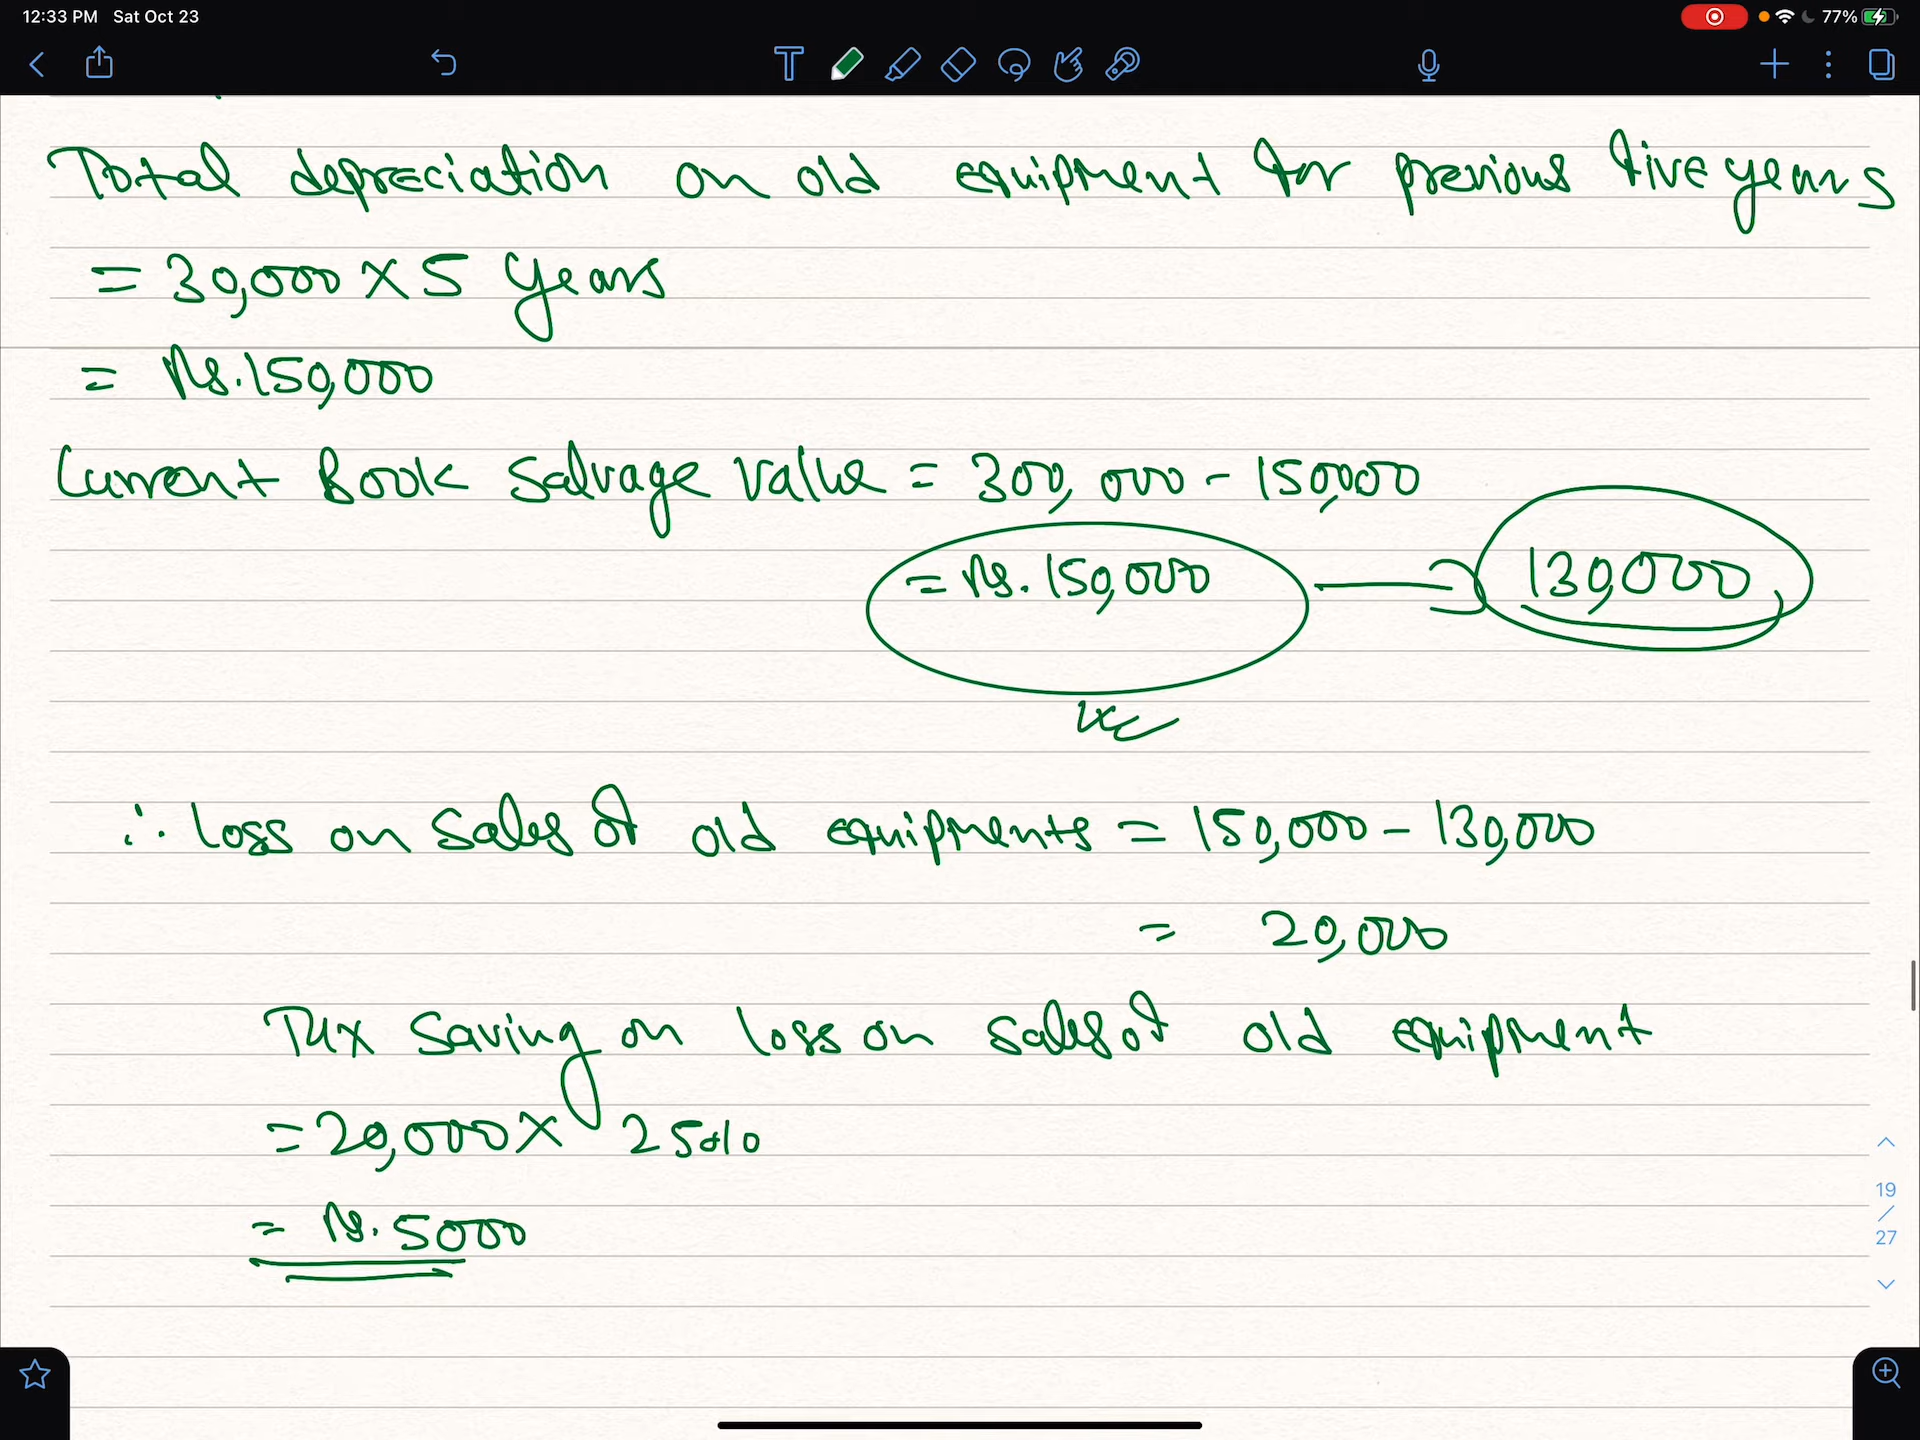 12:33 PM Sat Oct 23
77%
T
Total depreciation on old equipment for previous five years
= 30,000 × 5 years
= Rs. 150,000
Current Book Salvage Value = 300,000 - 150,000
= Rs. 150,000
130,000
∴ Loss on Sales of old equipments = 150,000 - 130,000
= 20,000
Tax Saving on loss on sales of old equipment
= 20,000 × 25%
= Rs. 5000
19
/
27